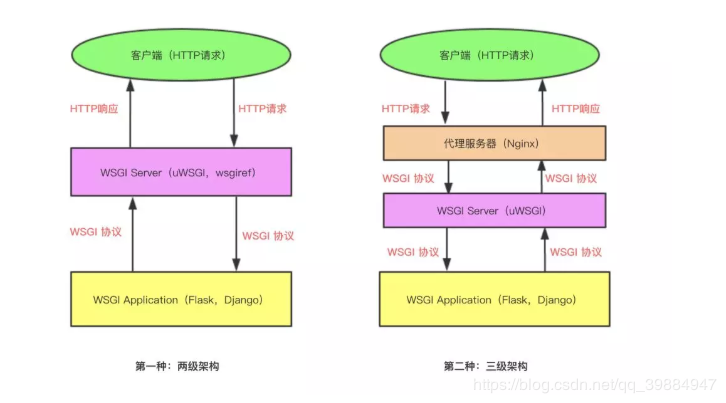 客户端（HTTP请求）
HTTP响应
HTTP请求
WSGI Server（uWSGI，wsgiref）
WSGI 协议
WSGI 协议
WSGI Application（Flask，Django）
第一种：两级架构
客户端（HTTP请求）
HTTP请求
HTTP响应
代理服务器（Nginx）
WSGI 协议
WSGI 协议
WSGI Server（uWSGI）
WSGI 协议
WSGI 协议
WSGI Application（Flask，Django）
第二种：三级架构
https://blog.csdn.net/qq_39884947